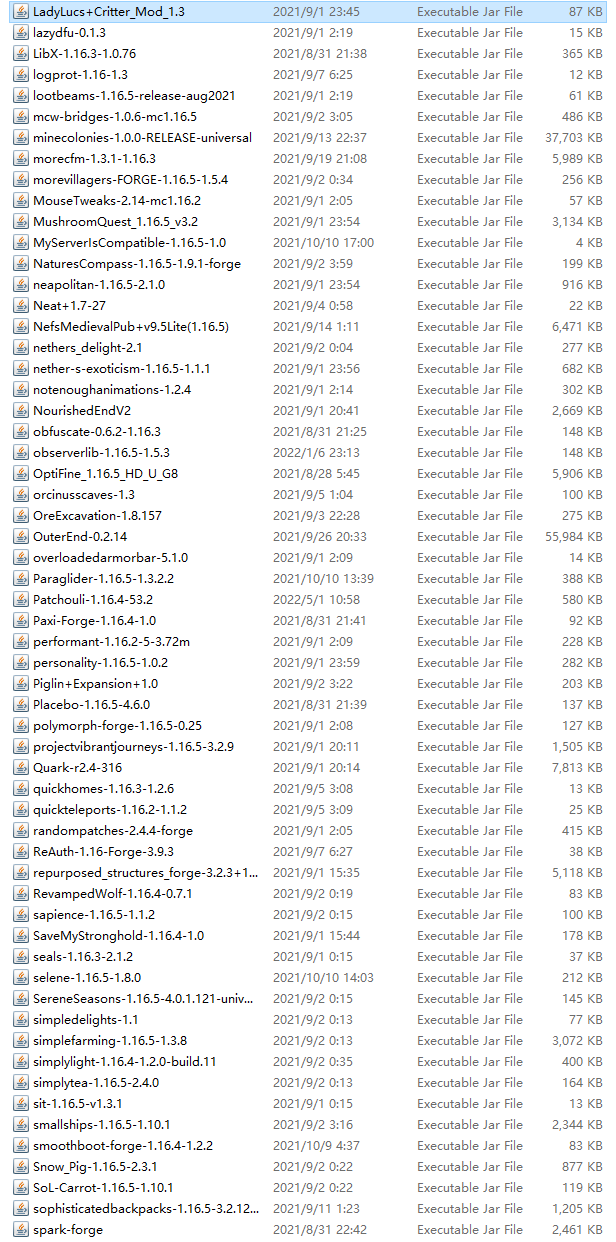 LadyLucs+Critter_Mod_1.3 2021/9/1 23:45 Executable Jar File 87 KB
lazydfu-0.1.3 2021/9/1 2:19 Executable Jar File 15 KB
LibX-1.16.3-1.0.76 2021/8/31 21:38 Executable Jar File 365 KB
logprot-1.16-1.3 2021/9/7 6:25 Executable Jar File 12 KB
lootbeams-1.16.5-release-aug2021 2021/9/1 2:19 Executable Jar File 61 KB
mcw-bridges-1.0.6-mc1.16.5 2021/9/2 3:05 Executable Jar File 486 KB
minecolonies-1.0.0-RELEASE-universal 2021/9/13 22:37 Executable Jar File 37,703 KB
morecfm-1.3.1-1.16.3 2021/9/19 21:08 Executable Jar File 5,989 KB
morevillagers-FORGE-1.16.5-1.5.4 2021/9/2 0:34 Executable Jar File 256 KB
MouseTweaks-2.14-mc1.16.2 2021/9/1 2:05 Executable Jar File 57 KB
MushroomQuest_1.16.5_v3.2 2021/9/1 23:54 Executable Jar File 3,134 KB
MyServerIsCompatible-1.16.5-1.0 2021/10/10 17:00 Executable Jar File 4 KB
NaturesCompass-1.16.5-1.9.1-forge 2021/9/2 3:59 Executable Jar File 199 KB
neapolitan-1.16.5-2.1.0 2021/9/1 23:54 Executable Jar File 916 KB
Neat+1.7-27 2021/9/4 0:58 Executable Jar File 22 KB
NefsMedievalPub+v9.5Lite(1.16.5) 2021/9/14 1:11 Executable Jar File 6,471 KB
nethers_delight-2.1 2021/9/2 0:04 Executable Jar File 277 KB
nether-s-exoticism-1.16.5-1.1.1 2021/9/1 23:56 Executable Jar File 682 KB
notenoughanimations-1.2.4 2021/9/1 2:14 Executable Jar File 302 KB
NourishedEndV2 2021/9/1 20:41 Executable Jar File 2,669 KB
obfuscate-0.6.2-1.16.3 2021/8/31 21:25 Executable Jar File 148 KB
observerlib-1.16.5-1.5.3 2022/1/6 23:13 Executable Jar File 148 KB
OptiFine_1.16.5_HD_U_G8 2021/8/28 5:45 Executable Jar File 5,906 KB
orcinusscaves-1.3 2021/9/5 1:04 Executable Jar File 100 KB
OreExcavation-1.8.157 2021/9/3 22:28 Executable Jar File 275 KB
OuterEnd-0.2.14 2021/9/26 20:33 Executable Jar File 55,984 KB
overloadedarmorbar-5.1.0 2021/9/1 2:09 Executable Jar File 14 KB
Paraglider-1.16.5-1.3.2.2 2021/10/10 13:39 Executable Jar File 388 KB
Patchouli-1.16.4-53.2 2022/5/1 10:58 Executable Jar File 580 KB
Paxi-Forge-1.16.4-1.0 2021/8/31 21:41 Executable Jar File 92 KB
performant-1.16.2-5-3.72m 2021/9/1 2:09 Executable Jar File 228 KB
personality-1.16.5-1.0.2 2021/9/1 23:59 Executable Jar File 282 KB
Piglin+Expansion+1.0 2021/9/2 3:22 Executable Jar File 203 KB
Placebo-1.16.5-4.6.0 2021/8/31 21:39 Executable Jar File 137 KB
polymorph-forge-1.16.5-0.25 2021/9/1 2:08 Executable Jar File 127 KB
projectvibrantjourneys-1.16.5-3.2.9 2021/9/1 20:11 Executable Jar File 1,505 KB
Quark-r2.4-316 2021/9/1 20:14 Executable Jar File 7,813 KB
quickhomes-1.16.3-1.2.6 2021/9/5 3:08 Executable Jar File 13 KB
quickteleports-1.16.2-1.1.2 2021/9/5 3:09 Executable Jar File 25 KB
randompatches-2.4.4-forge 2021/9/1 2:05 Executable Jar File 415 KB
ReAuth-1.16-Forge-3.9.3 2021/9/7 6:27 Executable Jar File 38 KB
repurposed_structures_forge-3.2.3+1... 2021/9/1 15:35 Executable Jar File 5,118 KB
RevampedWolf-1.16.4-0.7.1 2021/9/2 0:19 Executable Jar File 83 KB
sapience-1.16.5-1.1.2 2021/9/2 0:15 Executable Jar File 100 KB
SaveMyStronghold-1.16.4-1.0 2021/9/1 15:44 Executable Jar File 178 KB
seals-1.16.3-2.1.2 2021/9/1 0:15 Executable Jar File 37 KB
selene-1.16.5-1.8.0 2021/10/10 14:03 Executable Jar File 212 KB
SereneSeasons-1.16.5-4.0.1.121-univ... 2021/9/2 0:15 Executable Jar File 145 KB
simpledelights-1.1 2021/9/2 0:13 Executable Jar File 77 KB
simplefarming-1.16.5-1.3.8 2021/9/2 0:13 Executable Jar File 3,072 KB
simplylight-1.16.4-1.2.0-build.11 2021/9/2 0:35 Executable Jar File 400 KB
simplytea-1.16.5-2.4.0 2021/9/2 0:13 Executable Jar File 164 KB
sit-1.16.5-v1.3.1 2021/9/1 0:15 Executable Jar File 13 KB
smallships-1.16.5-1.10.1 2021/9/2 3:16 Executable Jar File 2,344 KB
smoothboot-forge-1.16.4-1.2.2 2021/10/9 4:37 Executable Jar File 83 KB
Snow_Pig-1.16.5-2.3.1 2021/9/2 0:22 Executable Jar File 877 KB
SoL-Carrot-1.16.5-1.10.1 2021/9/2 0:22 Executable Jar File 119 KB
sophisticatedbackpacks-1.16.5-3.2.12... 2021/9/11 1:23 Executable Jar File 1,205 KB
spark-forge 2021/8/31 22:42 Executable Jar File 2,461 KB